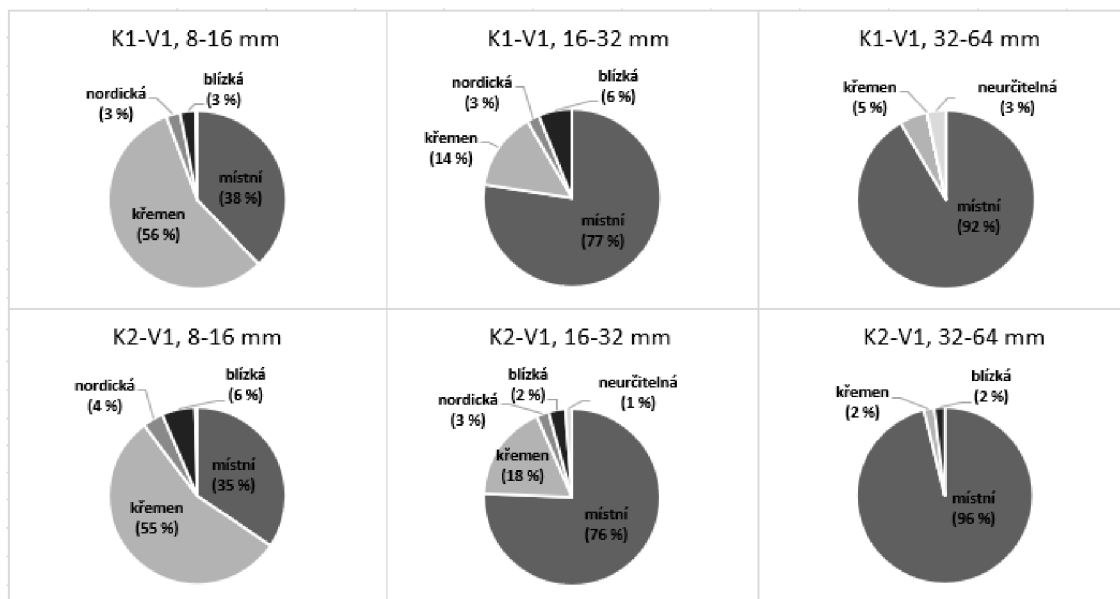 K1-V1, 8-16 mm
nordická
(3 %)
blízká
(3 %)
místní
(38 %)
křemen
(56 %)
K1-V1, 16-32 mm
nordická
(3 %)
blízká
(6 %)
křemen
(14 %)
místní
(77 %)
K1-V1, 32-64 mm
křemen
(5 %)
neurčitelná
(3 %)
místní
(92 %)
K2-V1, 8-16 mm
nordická
(4 %)
blízká
(6 %)
místní
(35 %)
křemen
(55 %)
K2-V1, 16-32 mm
nordická
(3 %)
blízká
(2 %)
neurčitelná
(1 %)
křemen
(18 %)
místní
(76 %)
K2-V1, 32-64 mm
křemen
(2 %)
blízká
(2 %)
místní
(96 %)